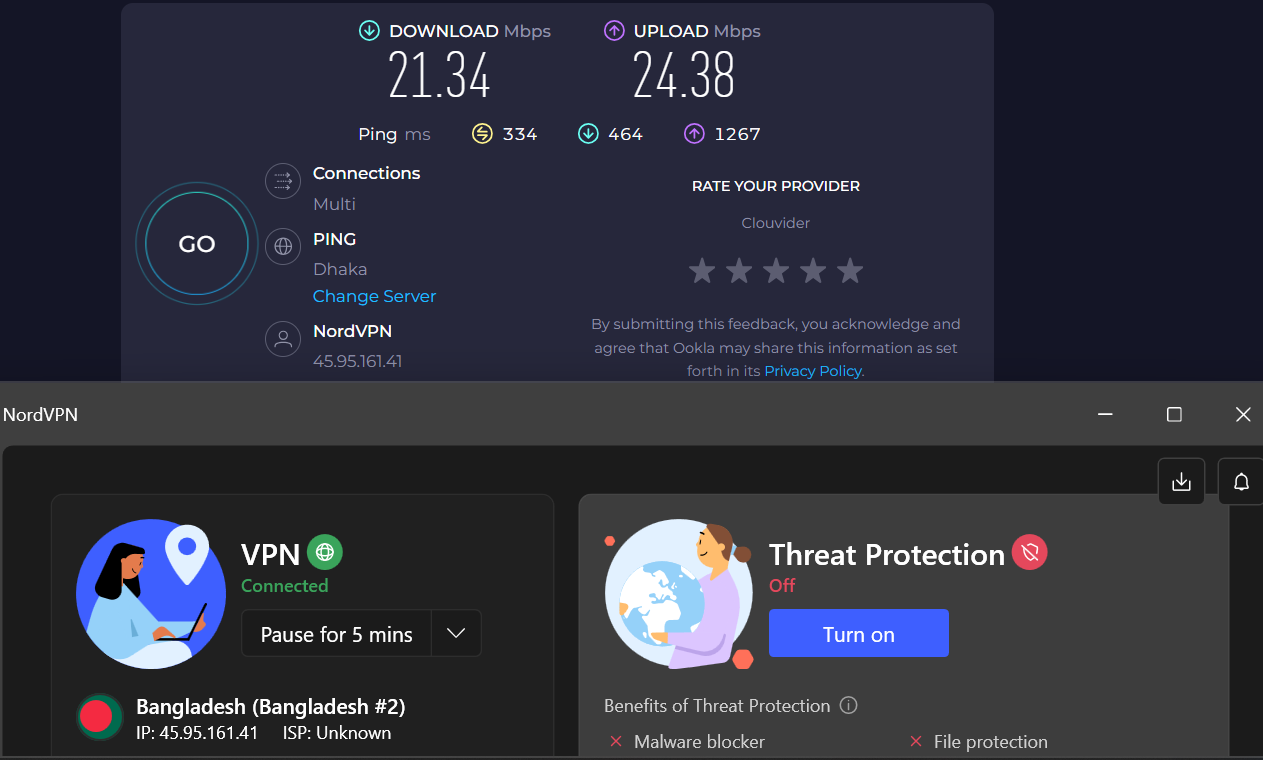 DOWNLOAD Mbps UPLOAD Mbps
21.34 24.38
Ping ms 334 464 1267
Connections
Multi
PING
Dhaka
Change Server
NordVPN
45.95.161.41
GO
RATE YOUR PROVIDER
Clouvider
By submitting this feedback, you acknowledge and
agree that Ookla may share this information as set
forth in its Privacy Policy.
NordVPN
VPN
Connected
Pause for 5 mins
Bangladesh (Bangladesh #2)
IP: 45.95.161.41 ISP: Unknown
Threat Protection
Off
Turn on
Benefits of Threat Protection
Malware blocker File protection